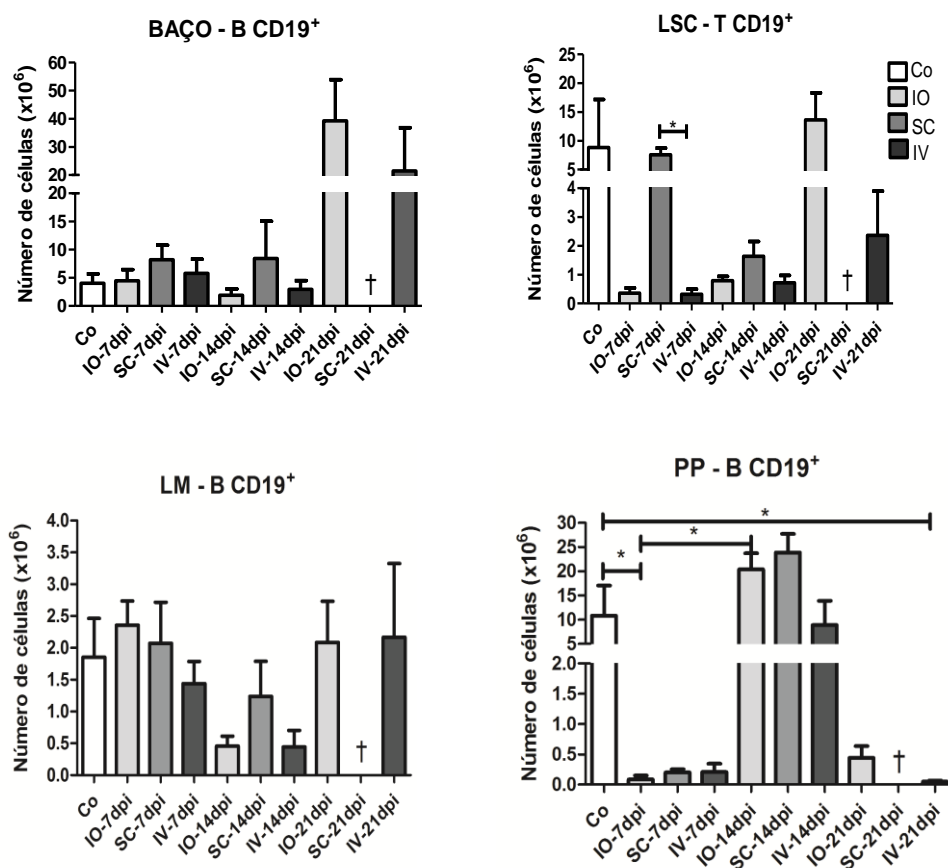 BAÇO - B CD19+
Número de células (x10⁶)
60
50
40
30
20
20
15
10
5
0
Co
IO-7dpi
SC-7dpi
IV-7dpi
IO-14dpi
SC-14dpi
IV-14dpi
IO-21dpi
SC-21dpi
IV-21dpi
†
LSC - T CD19+
Número de células (x10⁶)
25
20
15
10
5
4
3
2
1
0
*
†
Co
IO-7dpi
SC-7dpi
IV-7dpi
IO-14dpi
SC-14dpi
IV-14dpi
IO-21dpi
SC-21dpi
IV-21dpi
Co
IO
SC
IV
LM - B CD19+
Número de células (x10⁶)
4.0
3.5
3.0
2.5
2.0
1.5
1.0
0.5
0.0
†
Co
IO-7dpi
SC-7dpi
IV-7dpi
IO-14dpi
SC-14dpi
IV-14dpi
IO-21dpi
SC-21dpi
IV-21dpi
PP - B CD19+
Número de células (x10⁶)
30
25
20
15
10
5
2.0
1.5
1.0
0.5
0.0
*
*
*
†
Co
IO-7dpi
SC-7dpi
IV-7dpi
IO-14dpi
SC-14dpi
IV-14dpi
IO-21dpi
SC-21dpi
IV-21dpi